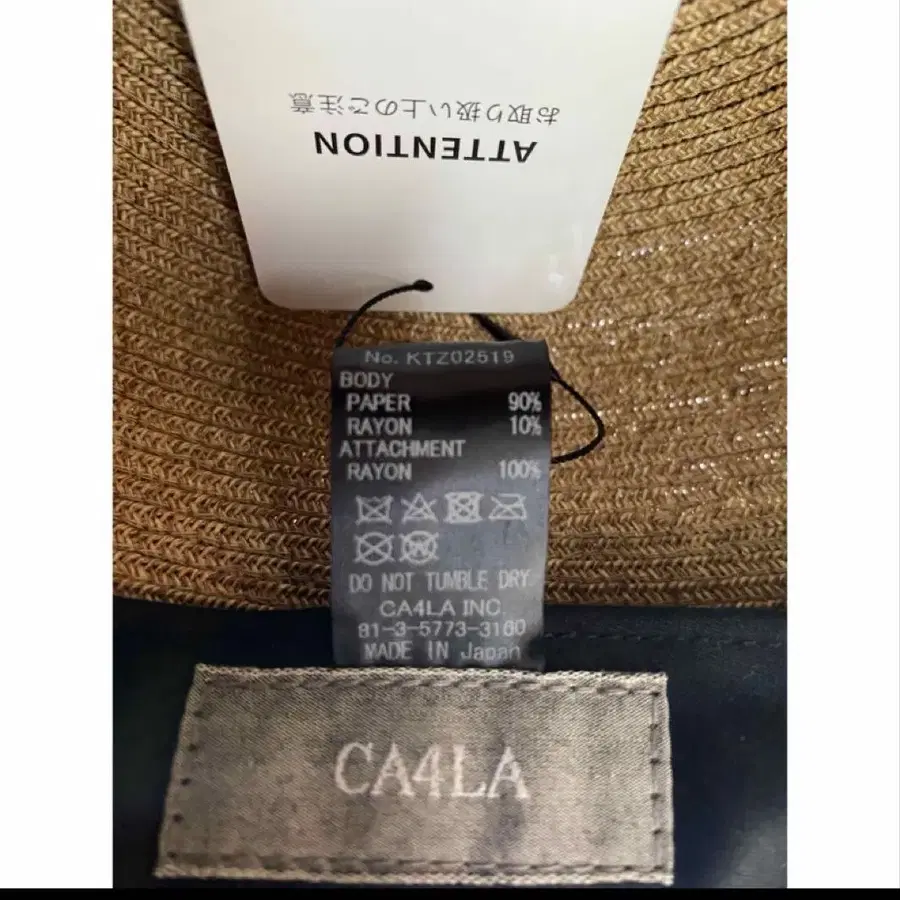 お取り扱い上のご注意
ATTENTION
No. KTZ02519
BODY
PAPER 90%
RAYON 10%
ATTACHMENT
RAYON 100%
DO NOT TUMBLE DRY
CA4LA INC.
81-3-5773-3160
MADE IN Japan
CA4LA